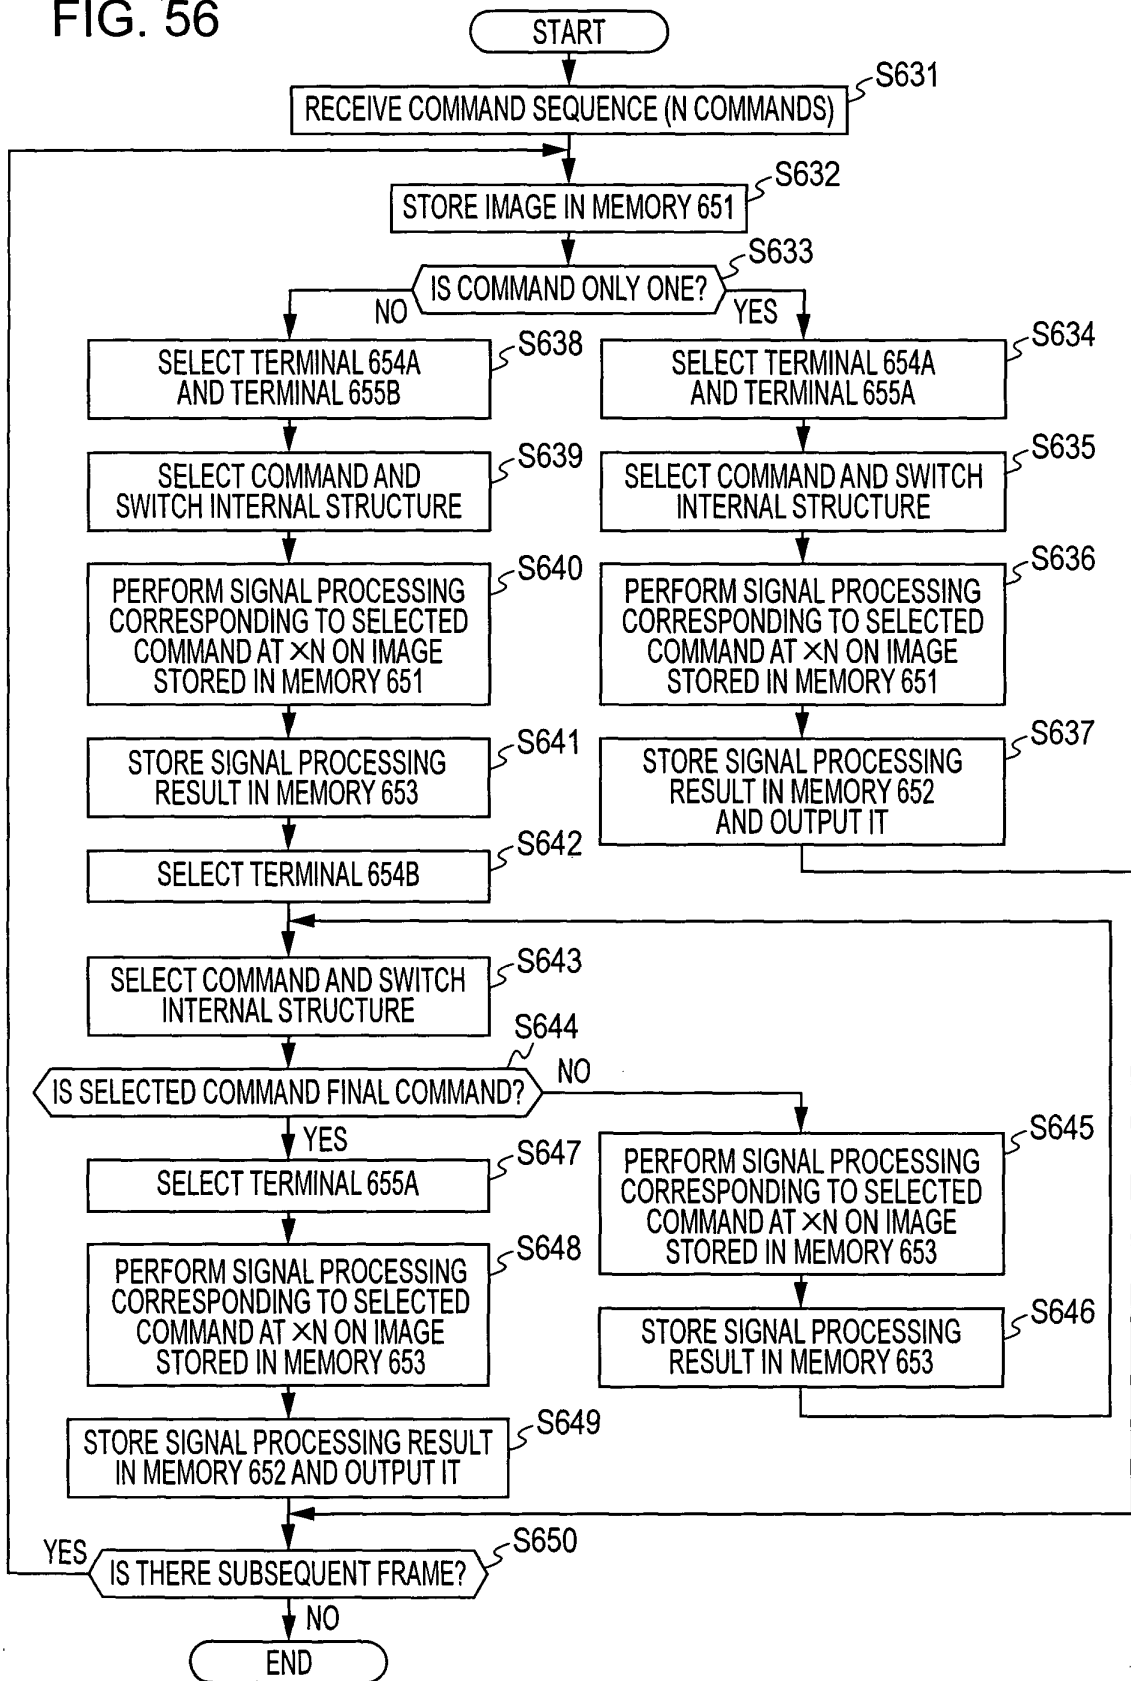 FIG. 56
START
S631
RECEIVE COMMAND SEQUENCE (N COMMANDS)
S632
STORE IMAGE IN MEMORY 651
S633
IS COMMAND ONLY ONE?
NO
YES
S638
SELECT TERMINAL 654A
AND TERMINAL 655B
S634
SELECT TERMINAL 654A
AND TERMINAL 655A
S639
SELECT COMMAND AND
SWITCH INTERNAL STRUCTURE
S635
SELECT COMMAND AND SWITCH
INTERNAL STRUCTURE
S640
PERFORM SIGNAL PROCESSING
CORRESPONDING TO SELECTED
COMMAND AT ×N ON IMAGE
STORED IN MEMORY 651
S636
PERFORM SIGNAL PROCESSING
CORRESPONDING TO SELECTED
COMMAND AT ×N ON IMAGE
STORED IN MEMORY 651
S641
STORE SIGNAL PROCESSING
RESULT IN MEMORY 653
S637
STORE SIGNAL PROCESSING
RESULT IN MEMORY 652
AND OUTPUT IT
S642
SELECT TERMINAL 654B
S643
SELECT COMMAND AND SWITCH
INTERNAL STRUCTURE
S644
IS SELECTED COMMAND FINAL COMMAND?
NO
YES
S645
PERFORM SIGNAL PROCESSING
CORRESPONDING TO SELECTED
COMMAND AT ×N ON IMAGE
STORED IN MEMORY 653
S647
SELECT TERMINAL 655A
S648
PERFORM SIGNAL PROCESSING
CORRESPONDING TO SELECTED
COMMAND AT ×N ON IMAGE
STORED IN MEMORY 653
S646
STORE SIGNAL PROCESSING
RESULT IN MEMORY 653
S649
STORE SIGNAL PROCESSING RESULT
IN MEMORY 652 AND OUTPUT IT
S650
YES
IS THERE SUBSEQUENT FRAME?
NO
END